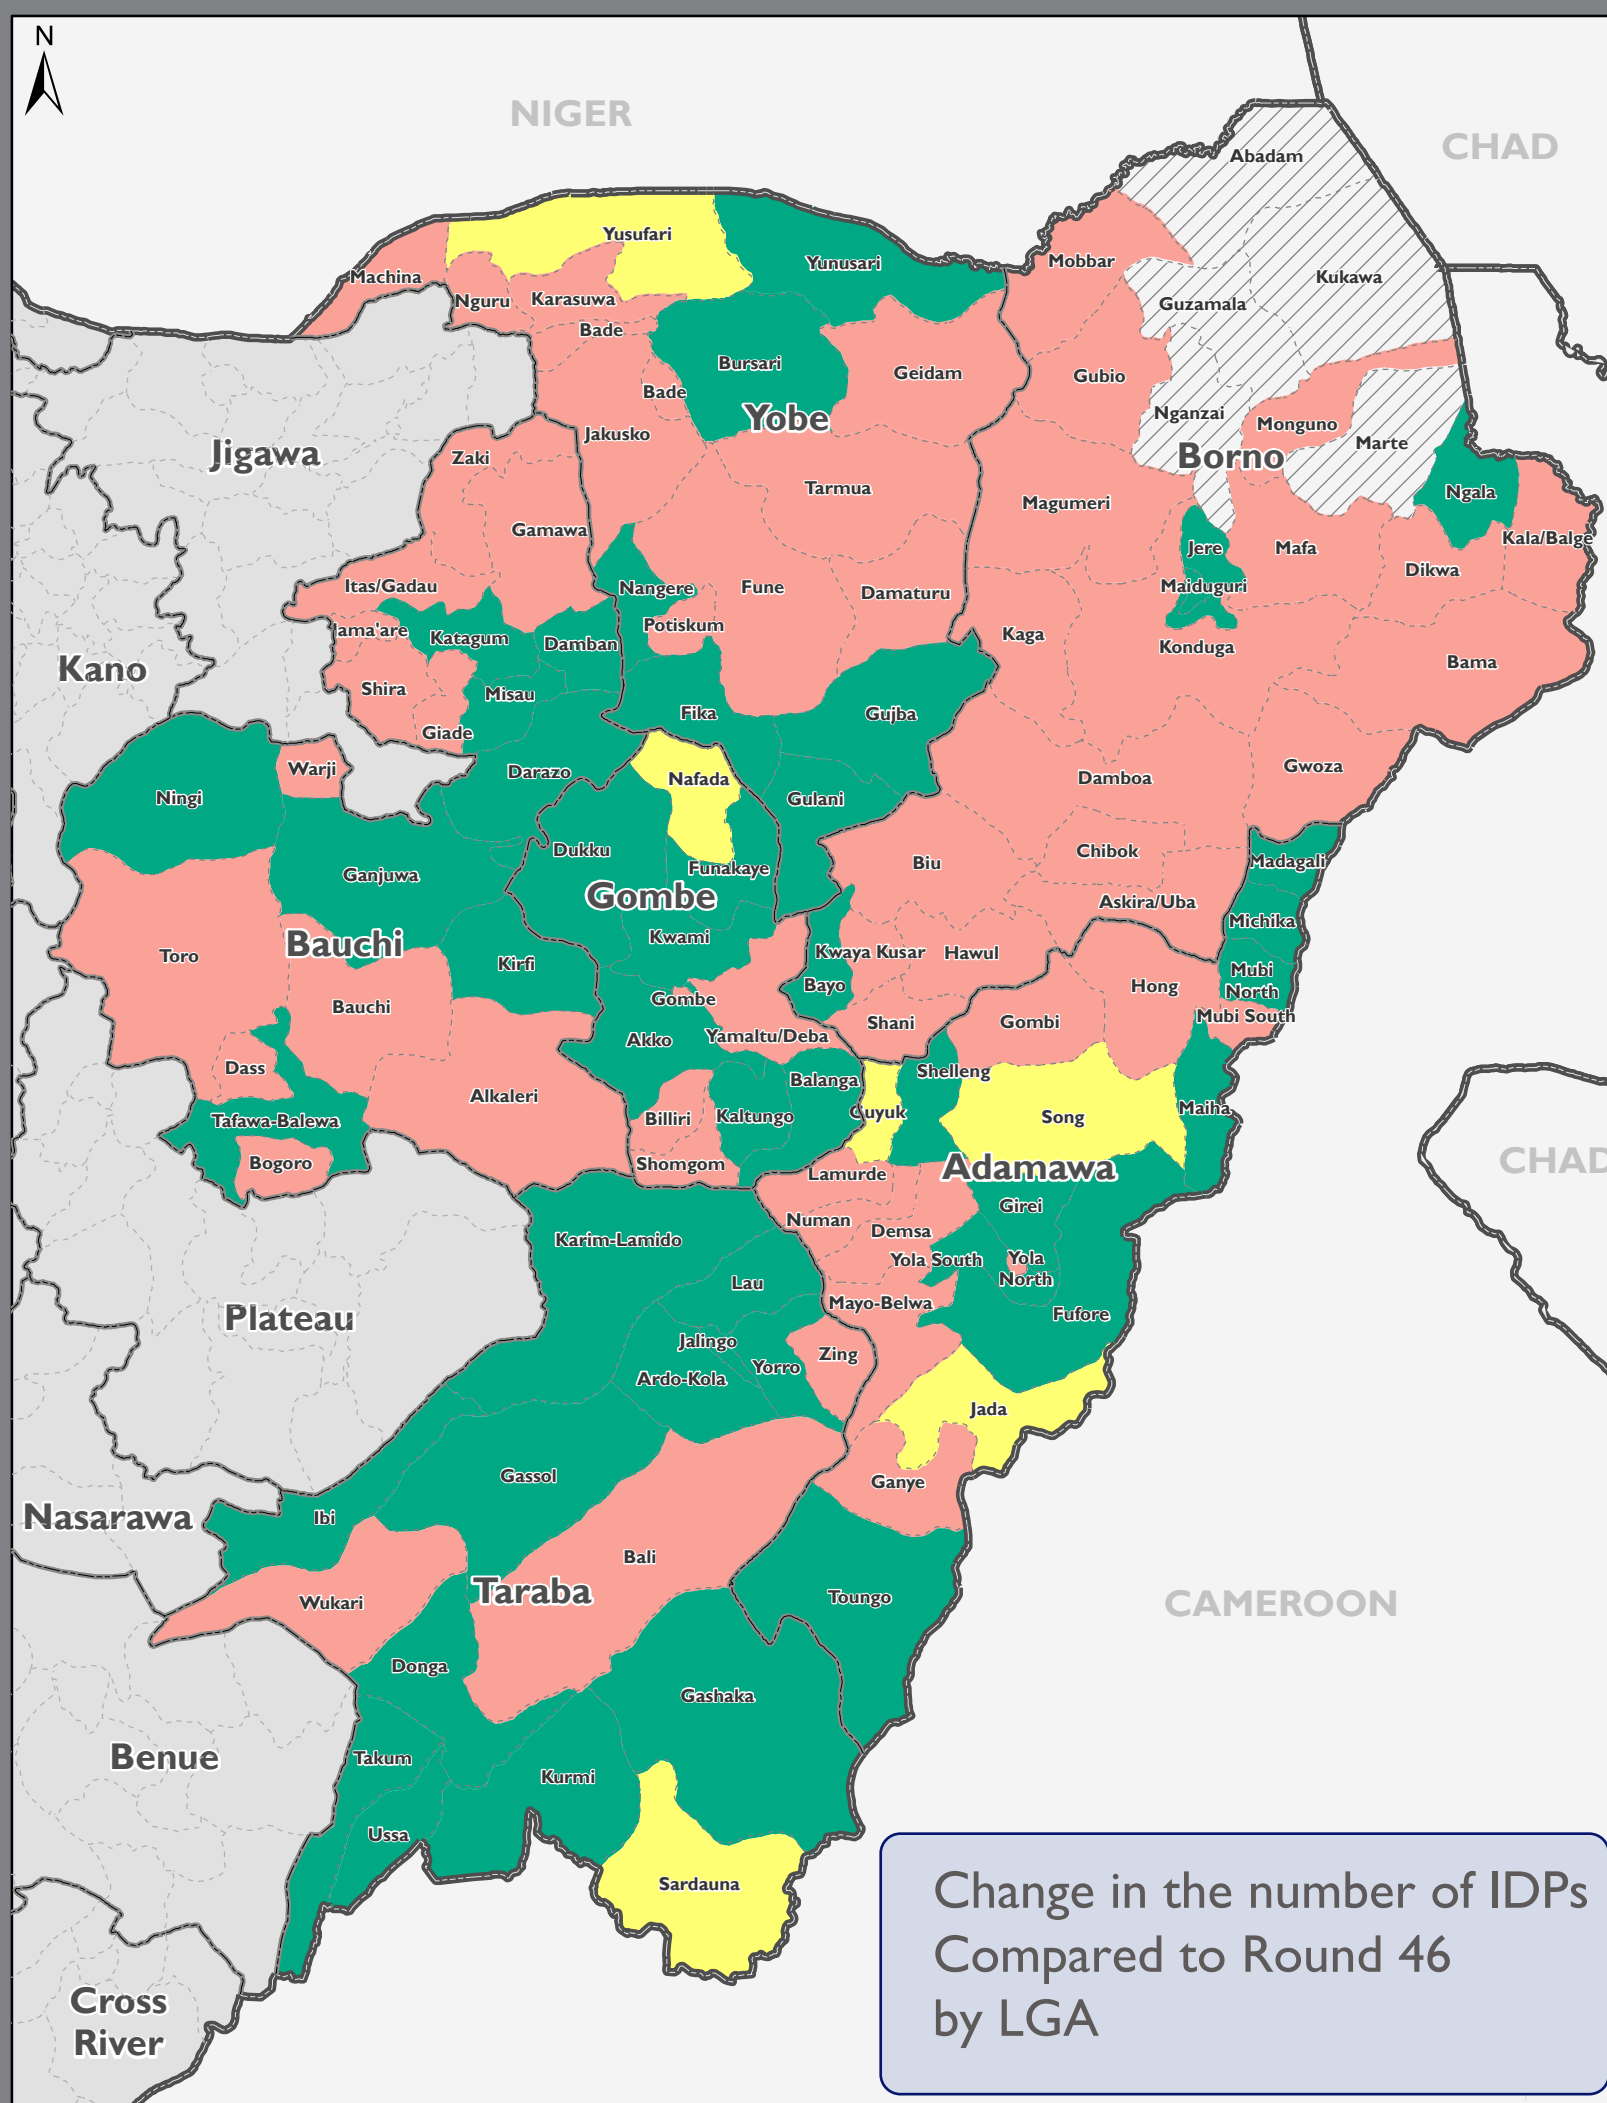 N
NIGER
CHAD
Abadam
Yusufari
Yunusari
Mobbar
Machina
Kukawa
Nguru
Karasuwa
Guzamala
Bade
Bursari
Geidam
Gubio
Bade
Yobe
Nganzai
Monguno
Jakusko
Marte
Jigawa
Zaki
Borno
Tarmua
Ngala
Magumeri
Gamawa
Kala/Balge
Jere
Mafa
Dikwa
Itas/Gadau
Nangere
Fune
Damaturu
Maiduguri
Jama'are
Katagum
Damban
Potiskum
Kaga
Konduga
Bama
Kano
Shira
Misau
Fika
Gujba
Giade
Warji
Darazo
Nafada
Damboa
Gwoza
Ningi
Gulani
Dukku
Chibok
Madagali
Ganjuwa
Funakaye
Biu
Gombe
Askira/Uba
Michika
Bauchi
Kwami
Toro
Kirfi
Kwaya Kusar
Hawul
Mubi
North
Bayo
Hong
Bauchi
Gombe
Shani
Gombi
Mubi South
Akko
Yamaltu/Deba
Dass
Balanga
Shelleng
Alkaleri
Billiri
Kaltungo
Guyuk
Song
Maiha
Tafawa-Balewa
Bogoro
Shomgom
Lamurde
Adamawa
CHAD
Girei
Numan
Demsa
Karim-Lamido
Yola South
Yola
North
Lau
Mayo-Belwa
Fufore
Plateau
Jalingo
Zing
Yorro
Ardo-Kola
Jada
Gassol
Ganye
Nasarawa
Ibi
Bali
Taraba
Wukari
Toungo
CAMEROON
Donga
Gashaka
Benue
Takum
Kurmi
Ussa
Sardauna
Cross
River
Change in the number of IDPs
Compared to Round 46
by LGA